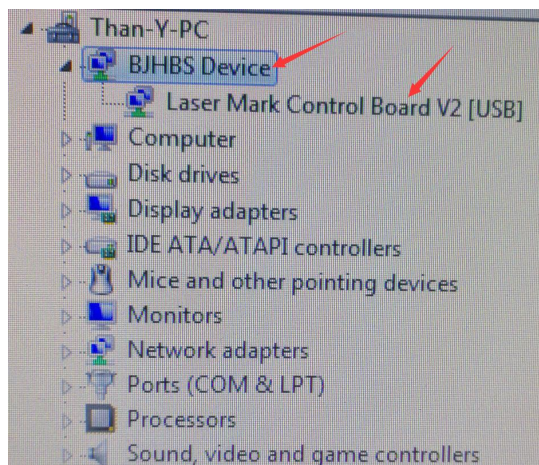 Than-Y-PC
BJHBS Device
Laser Mark Control Board V2 [USB]
Computer
Disk drives
Display adapters
IDE ATA/ATAPI controllers
Mice and other pointing devices
Monitors
Network adapters
Ports (COM & LPT)
Processors
Sound, video and game controllers